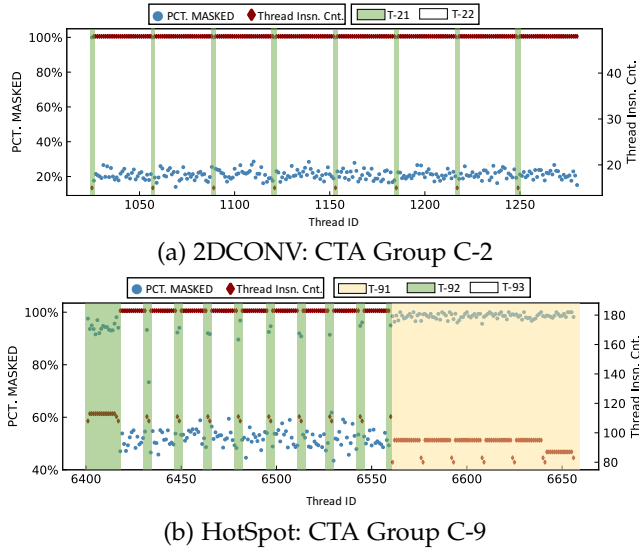 PCT. MASKED Thread Insn. Cnt. T-21 T-22
100%
80%
60%
40%
20%
PCT. MASKED
40
30
20
Thread Insn. Cnt.
1050 1100 1150 1200 1250
Thread ID
(a) 2DCONV: CTA Group C-2
PCT. MASKED Thread Insn. Cnt. T-91 T-92 T-93
100%
80%
60%
40%
PCT. MASKED
180
160
140
120
100
80
Thread Insn. Cnt.
6400 6450 6500 6550 6600 6650
Thread ID
(b) HotSpot: CTA Group C-9